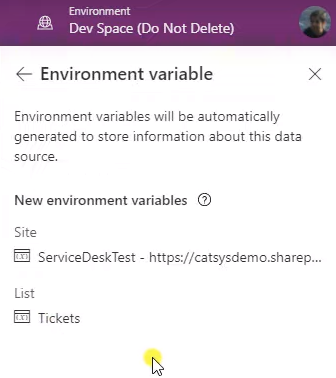 Environment
Dev Space (Do Not Delete)
Environment variable
Environment variables will be automatically
generated to store information about this data
source.
New environment variables
Site
ServiceDeskTest - https://catsysdemo.sharep...
List
Tickets